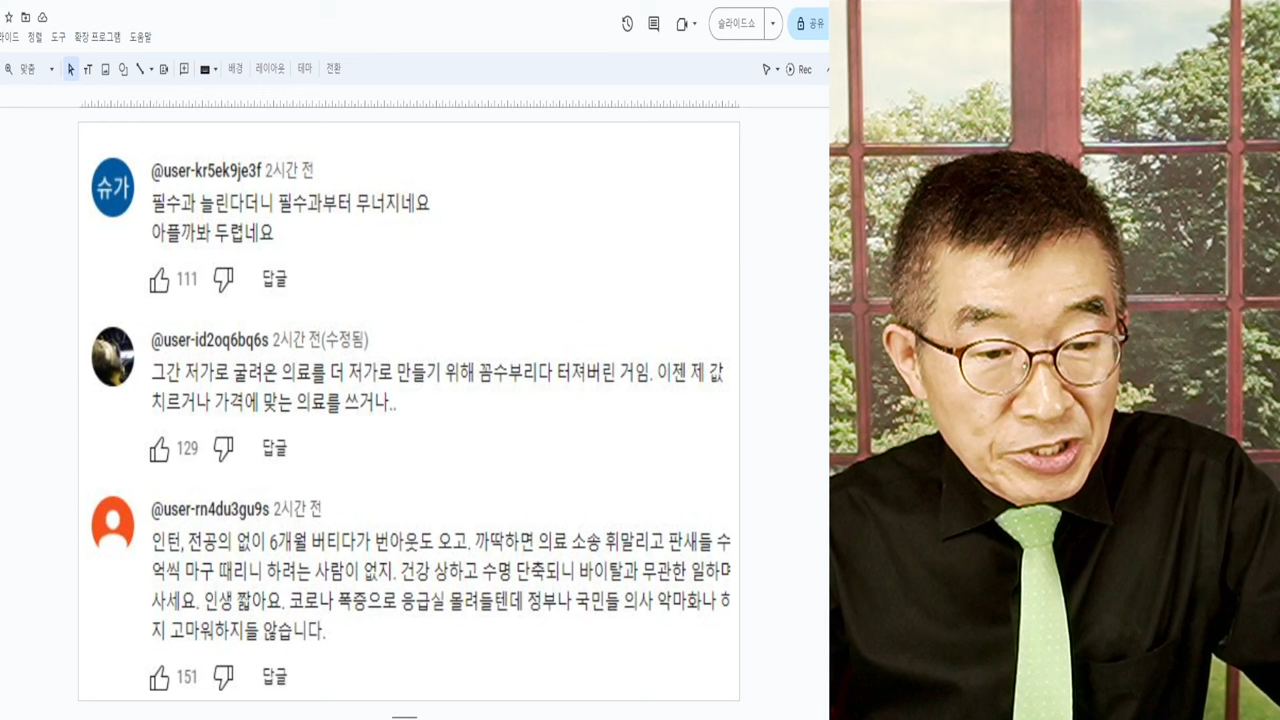 라이드 정렬 도구 확장 프로그램 도움말
슬라이드쇼
공유
맞춤
배경 레이아웃 테마 전환
Rec
슈가
@user-kr5ek9je3f 2시간 전
필수과 늘린다더니 필수과부터 무너지네요
아플까봐 두렵네요
111 답글
@user-id2oq6bq6s 2시간 전(수정됨)
그간 저가로 굴려온 의료를 더 저가로 만들기 위해 꼼수부리다 터져버린 거임. 이젠 제 값
치르거나 가격에 맞는 의료를 쓰거나..
129 답글
@user-rn4du3gu9s 2시간 전
인턴, 전공의 없이 6개월 버티다가 번아웃도 오고. 까딱하면 의료 소송 휘말리고 판새들 수
억씩 마구 때리니 하려는 사람이 없지. 건강 상하고 수명 단축되니 바이탈과 무관한 일하며
사세요. 인생 짧아요. 코로나 폭증으로 응급실 몰려들텐데 정부나 국민들 의사 악마화나 하
지 고마워하지들 않습니다.
151 답글